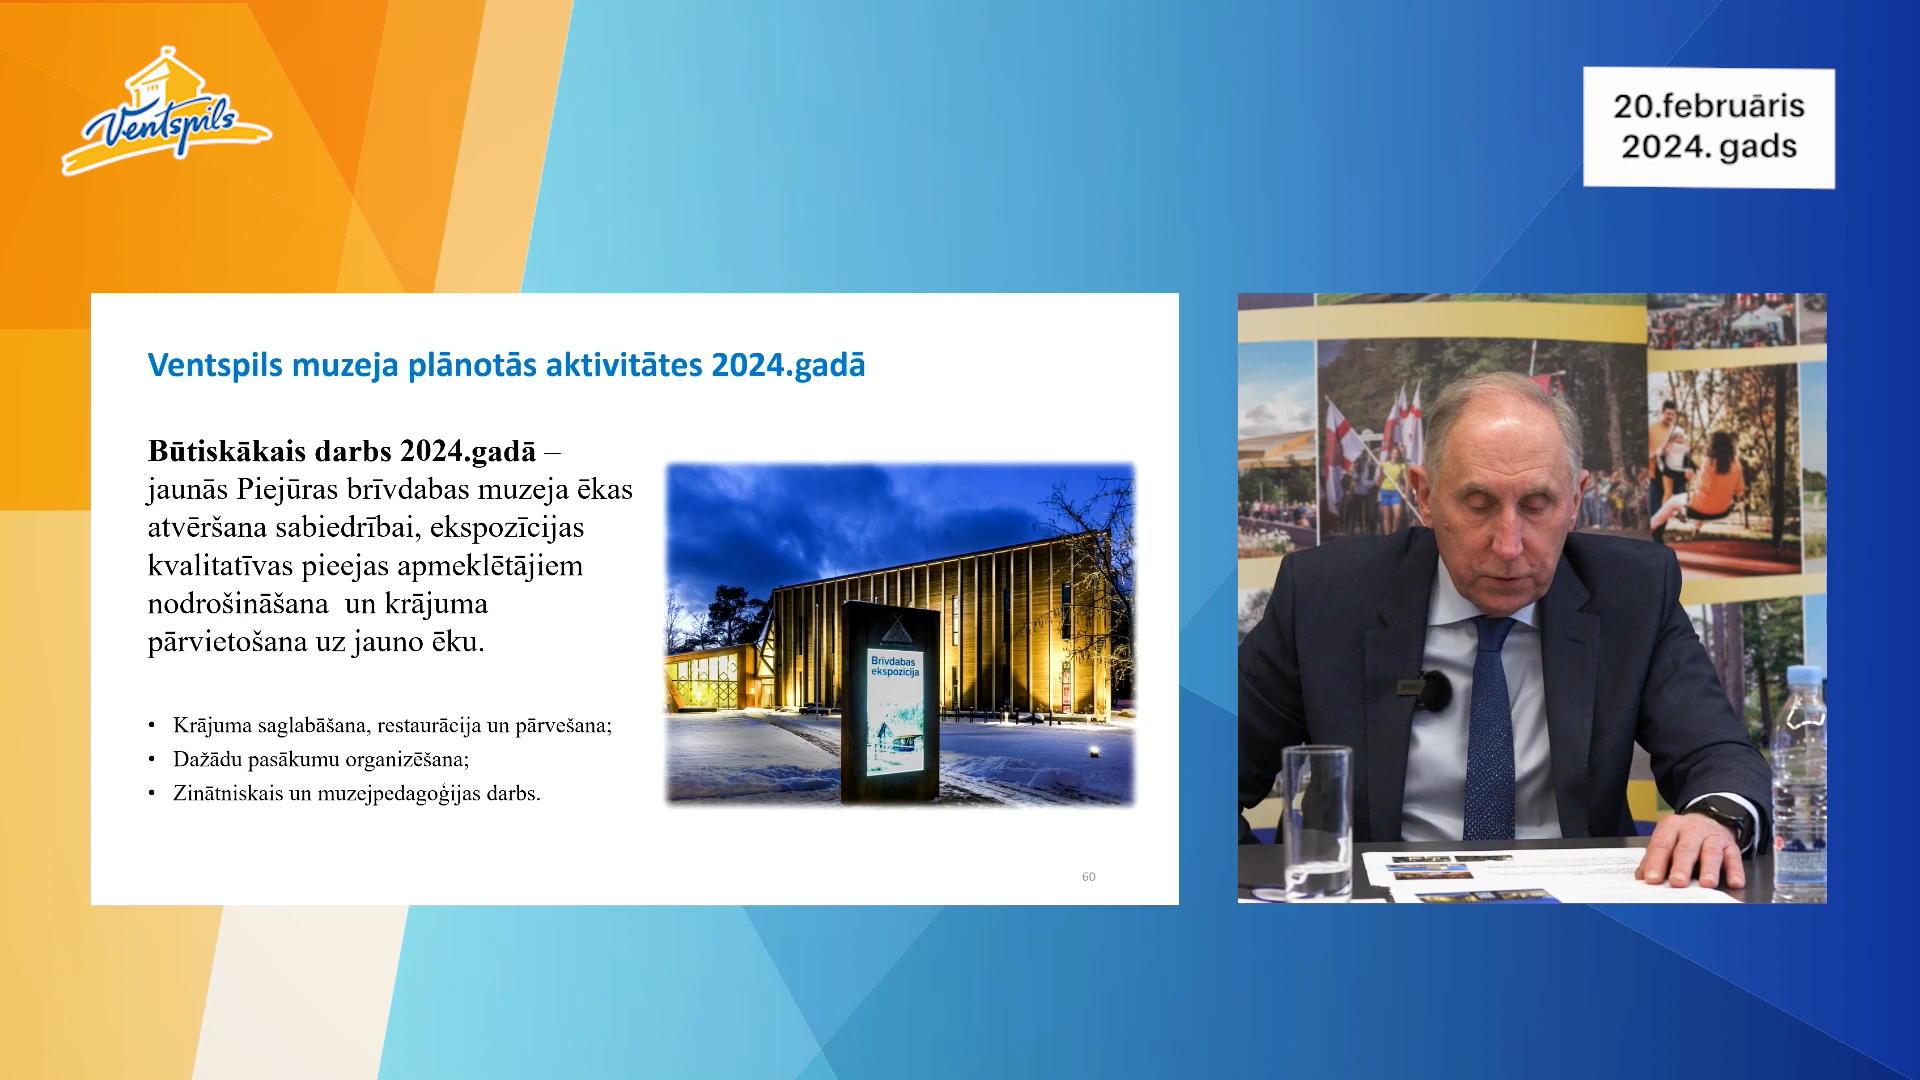 Ventspils
20.februāris
2024. gads
Ventspils muzeja plānotās aktivitātes 2024.gadā
Būtiskākais darbs 2024.gadā –
jaunās Piejūras brīvdabas muzeja ēkas
atvēršana sabiedrībai, ekspozīcijas
kvalitatīvas pieejas apmeklētājiem
nodrošināšana un krājuma
pārvietošana uz jauno ēku.
• Krājuma saglabāšana, restaurācija un pārvešana;
• Dažādu pasākumu organizēšana;
• Zinātniskais un muzejpedagoģijas darbs.
Brīvdabas
ekspozīcija
60